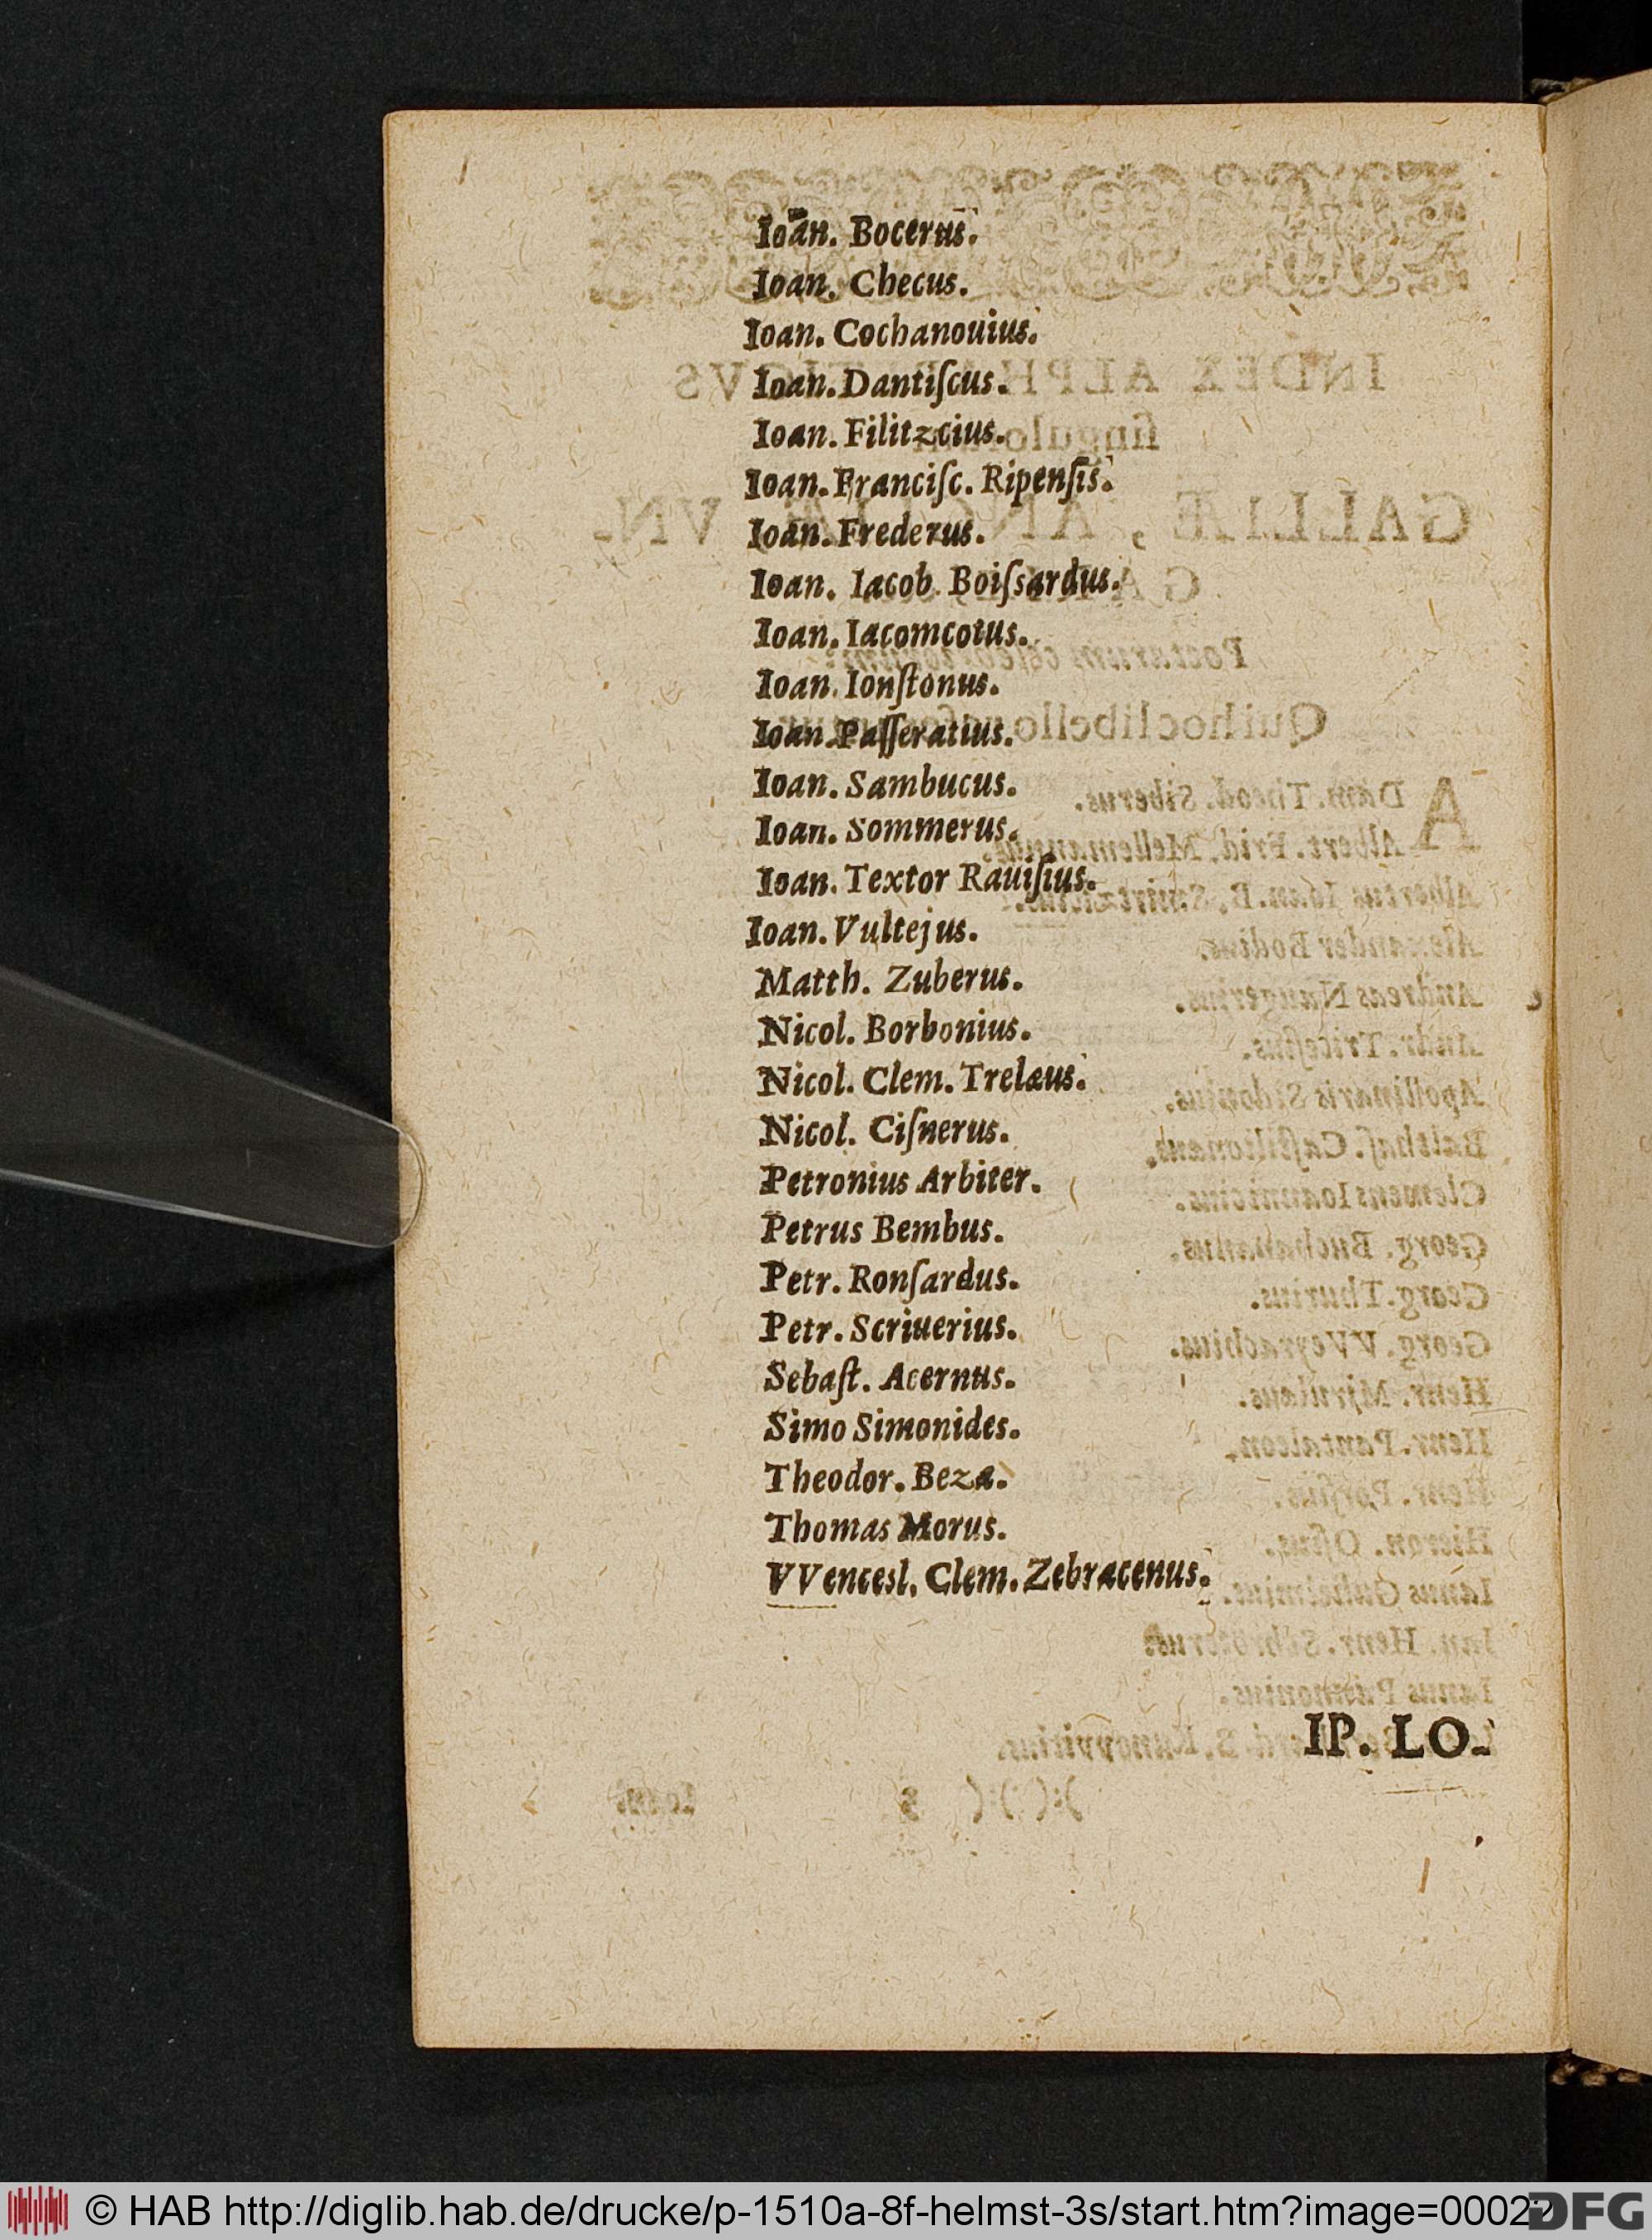 Ioan. Bocerus.
Ioan. Checus.
Ioan. Cochanouius.
Ioan. Dantiſcus.
Ioan. Filitzcius.
Ioan. Franciſc. Ripenſis.
Ioan. Frederus.
Ioan. Iacob. Boiſsardus.
Ioan. Iacomcotus.
Ioan. Ionſtonus.
Ioan. Paſſeratius.
Ioan. Sambucus.
Ioan. Sommerus.
Ioan. Textor Rauiſius.
Ioan. Vultejus.
Matth. Zuberus.
Nicol. Borbonius.
Nicol. Clem. Trelæus.
Nicol. Ciſnerus.
Petronius Arbiter.
Petrus Bembus.
Petr. Ronſardus.
Petr. Scriuerius.
Sebaſt. Acernus.
Simo Simonides.
Theodor. Beza.
Thomas Morus.
VVencesl. Clem. Zebracenus.
IP. LO.
© HAB http://diglib.hab.de/drucke/p-1510a-8f-helmst-3s/start.htm?image=00022
DFG